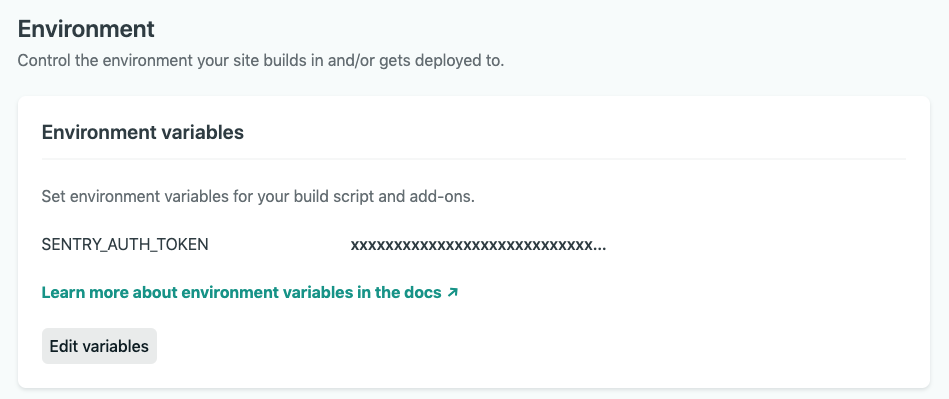 Environment
Control the environment your site builds in and/or gets deployed to.
Environment variables
Set environment variables for your build script and add-ons.
SENTRY_AUTH_TOKEN xxxxxxxxxxxxxxxxxxxxxxxxxxxx...
Learn more about environment variables in the docs ↗
Edit variables